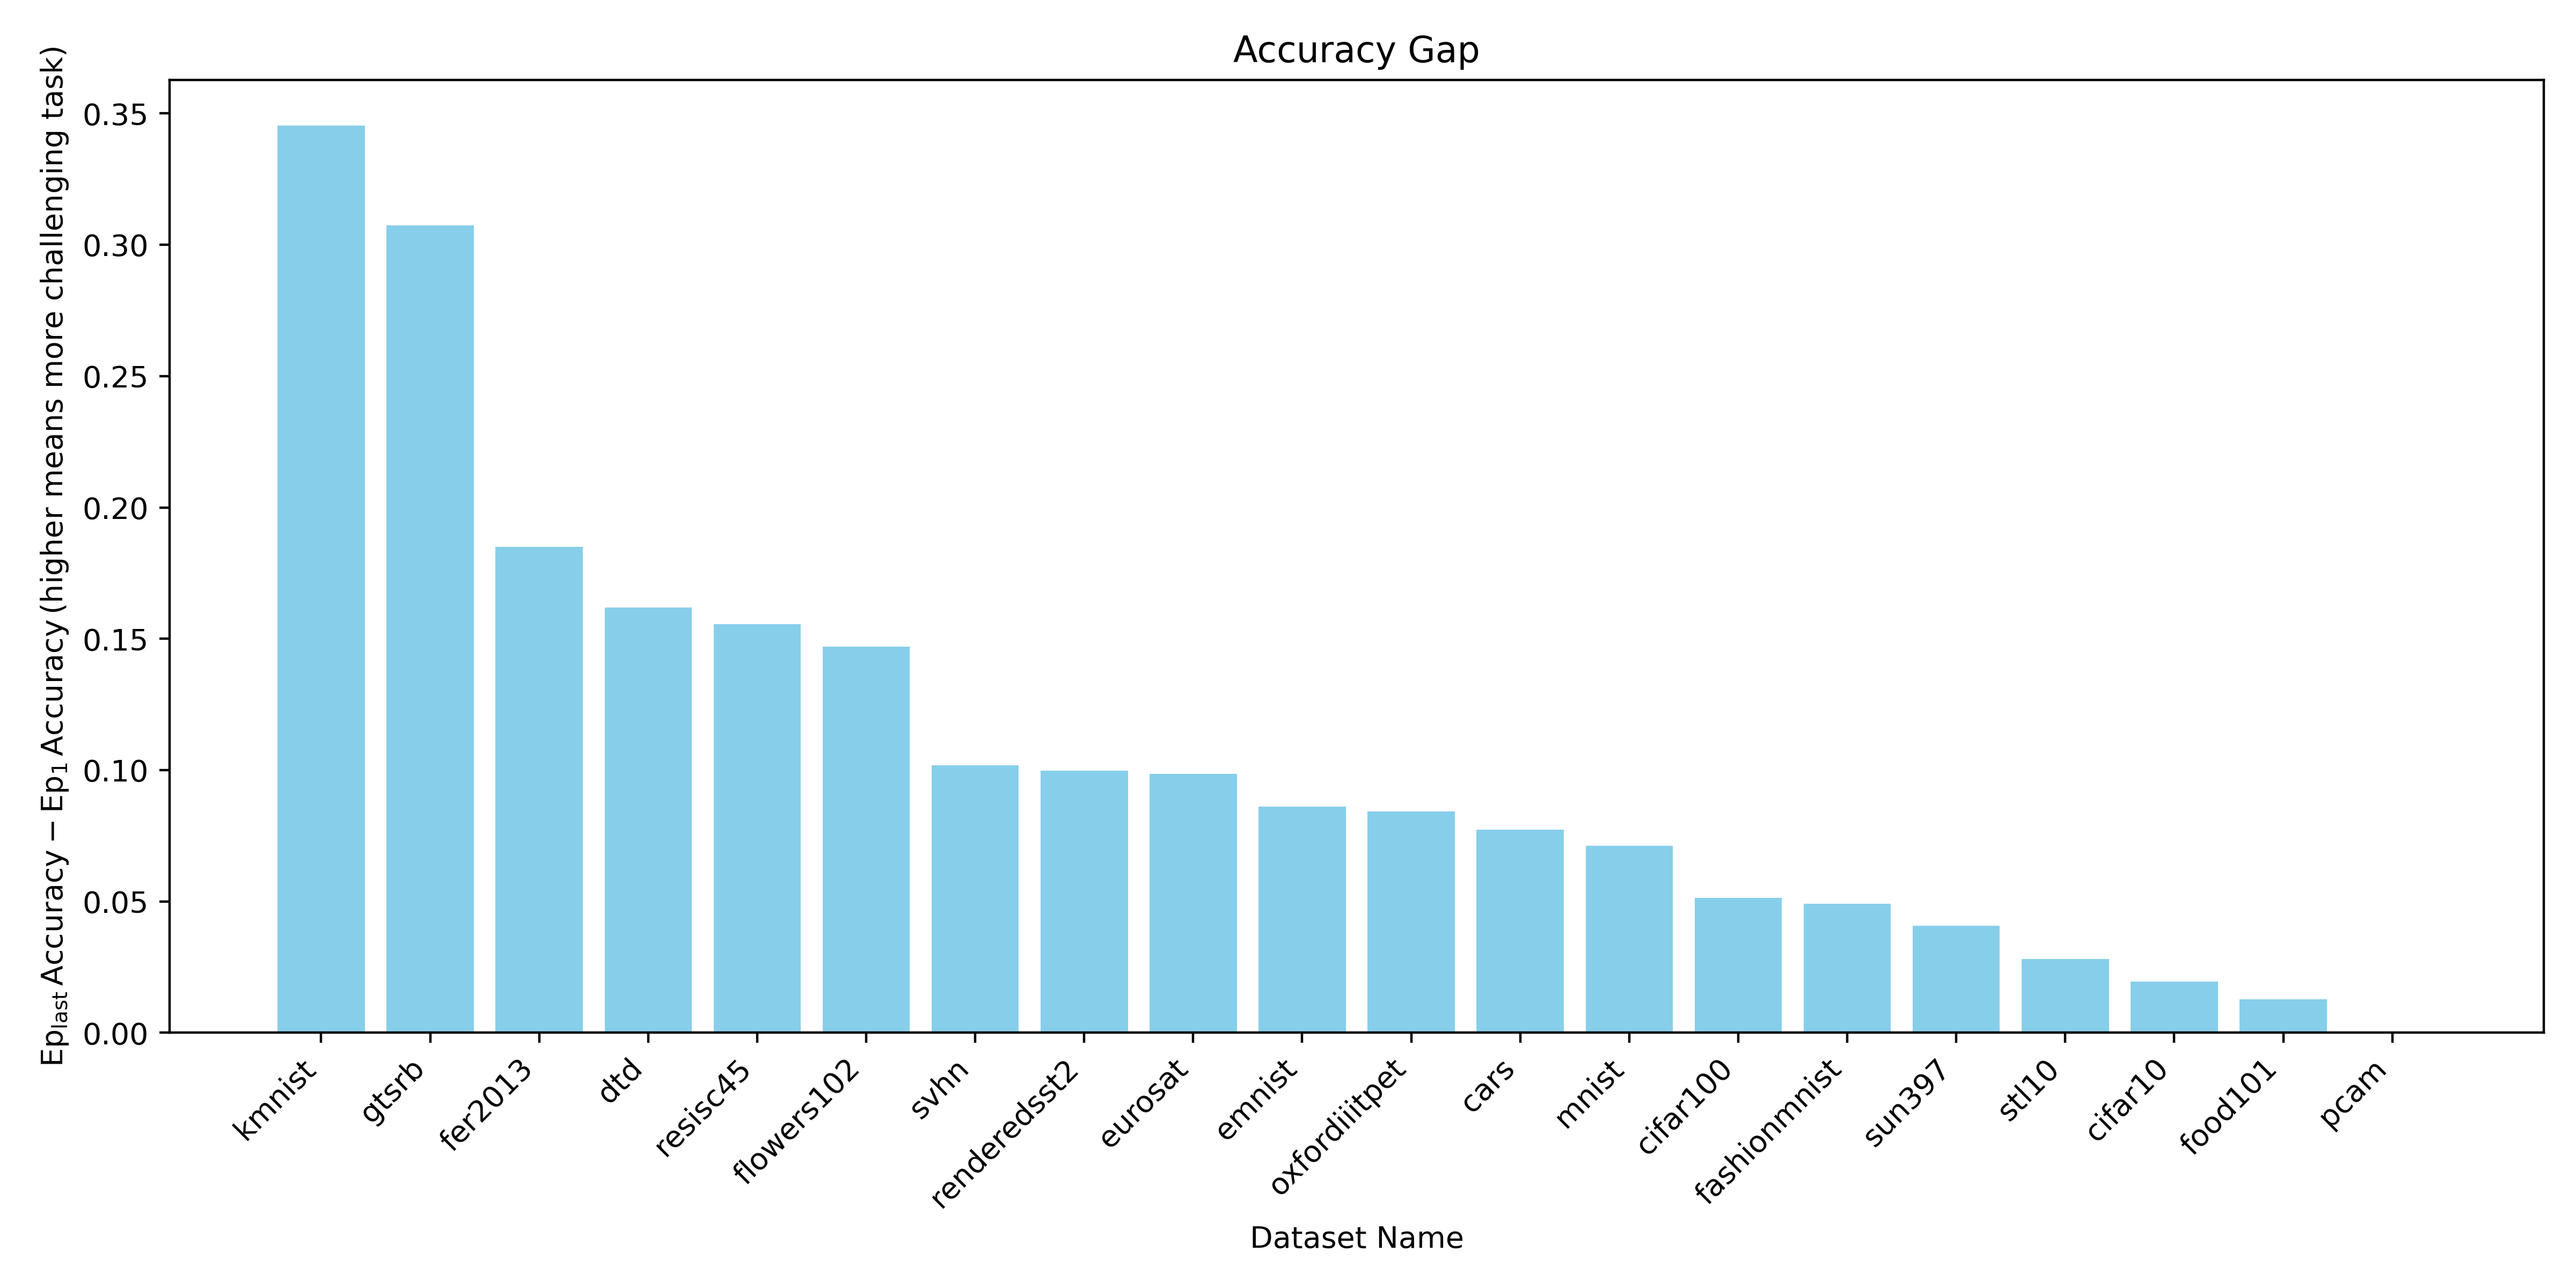 Accuracy Gap
Ep_last Accuracy − Ep_1 Accuracy (higher means more challenging task)
0.35
0.30
0.25
0.20
0.15
0.10
0.05
0.00
kmnist
gtsrb
fer2013
dtd
resisc45
flowers102
svhn
renderedsst2
eurosat
emnist
oxfordiiitpet
cars
mnist
cifar100
fashionmnist
sun397
stl10
cifar10
food101
pcam
Dataset Name